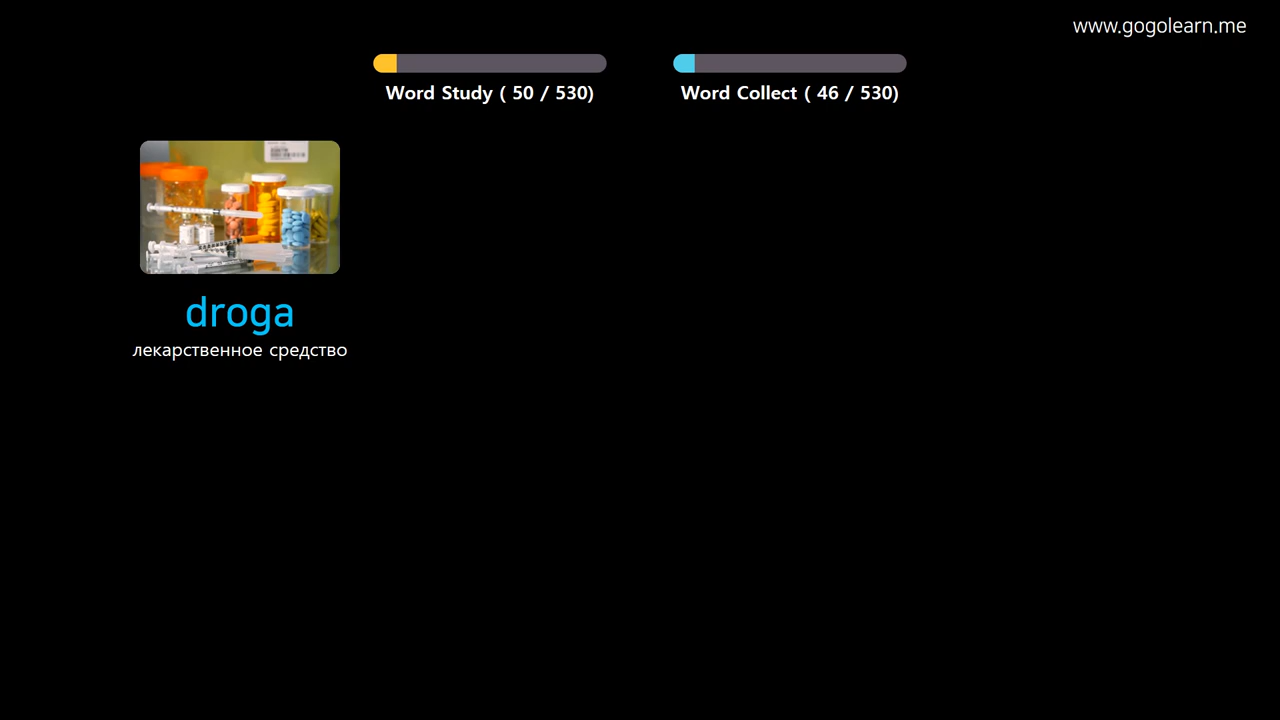 www.gogolearn.me
Word Study ( 50 / 530)
Word Collect ( 46 / 530)
droga
лекарственное средство